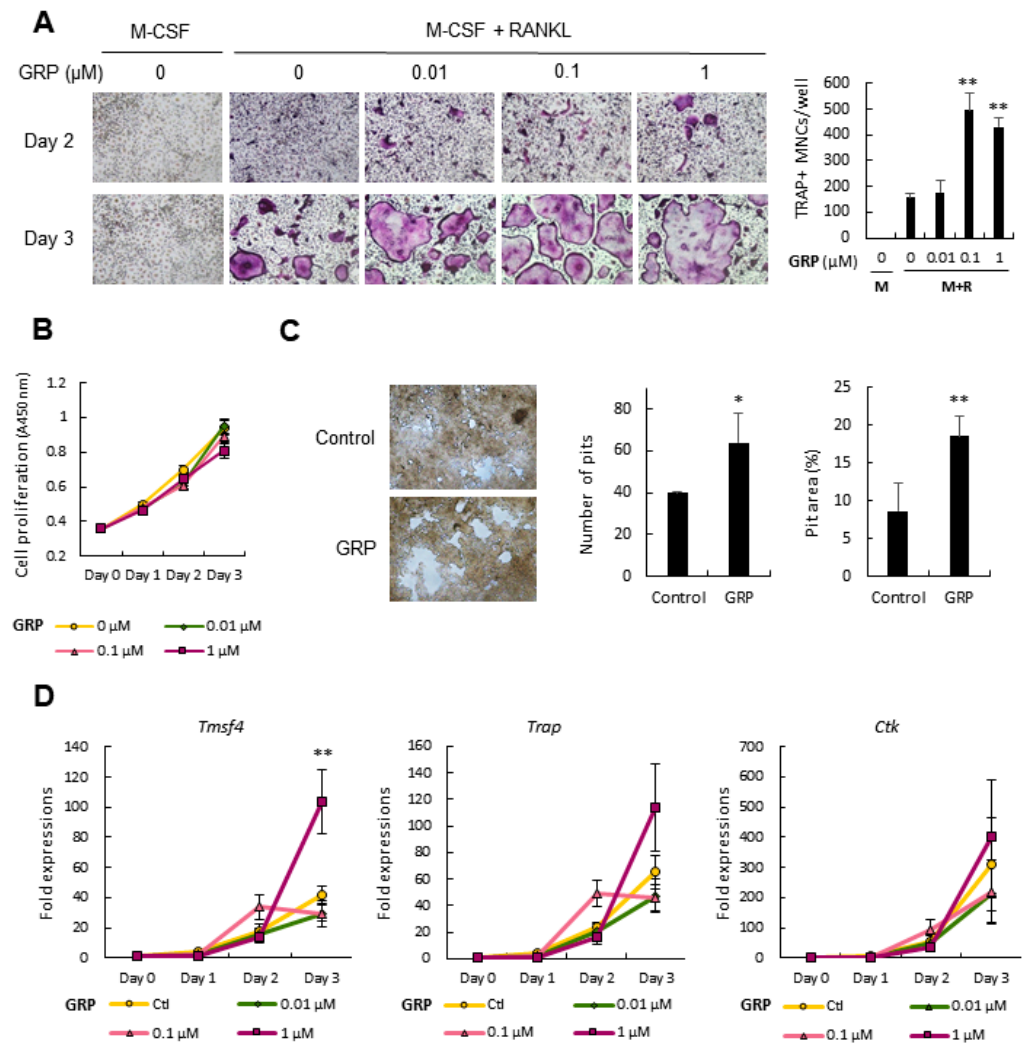 A
M-CSF
M-CSF + RANKL
GRP (μM)
0
0
0.01
0.1
1
Day 2
Day 3
TRAP+ MNCs/well
600
500
400
300
200
100
0
**
**
GRP (μM)
0
0
0.01
0.1
1
M
M+R
B
Cell proliferation (A450 nm)
1.2
1
0.8
0.6
0.4
0.2
Day 0 Day 1 Day 2 Day 3
GRP
0 μM
0.01 μM
0.1 μM
1 μM
C
Control
GRP
Number of pits
80
60
40
20
0
*
Control GRP
Pit area (%)
25
20
15
10
5
0
**
Control GRP
D
Tmsf4
Fold expressions
140
120
100
80
60
40
20
0
**
Day 0 Day 1 Day 2 Day 3
GRP
Ctl
0.01 μM
0.1 μM
1 μM
Trap
Fold expressions
160
140
120
100
80
60
40
20
0
Day 0 Day 1 Day 2 Day 3
GRP
Ctl
0.01 μM
0.1 μM
1 μM
Ctk
Fold expressions
700
600
500
400
300
200
100
0
Day 0 Day 1 Day 2 Day 3
GRP
Ctl
0.01 μM
0.1 μM
1 μM